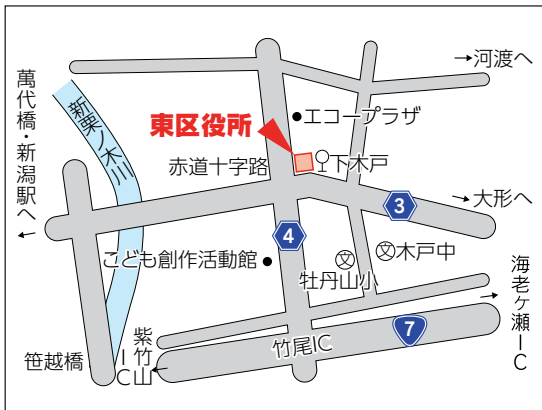 →河渡へ
萬代橋・新潟駅へ
新栗ノ木川
エコープラザ
東区役所
赤道十字路
下木戸
3
→大形へ
4
こども創作活動館
文
文木戸中
牡丹山小
海老ヶ瀬IC
7
竹尾IC
紫竹山IC
笹越橋